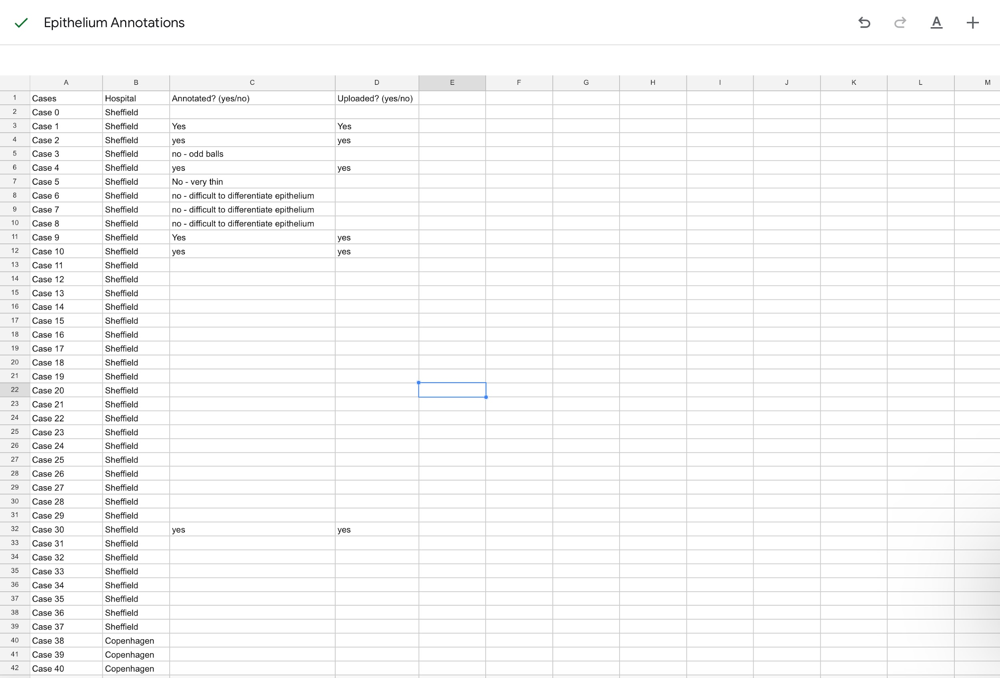 Epithelium Annotations
A B C D E F G H I J K L M
1 Cases Hospital Annotated? (yes/no) Uploaded? (yes/no)
2 Case 0 Sheffield
3 Case 1 Sheffield Yes Yes
4 Case 2 Sheffield yes yes
5 Case 3 Sheffield no - odd balls
6 Case 4 Sheffield yes yes
7 Case 5 Sheffield No - very thin
8 Case 6 Sheffield no - difficult to differentiate epithelium
9 Case 7 Sheffield no - difficult to differentiate epithelium
10 Case 8 Sheffield no - difficult to differentiate epithelium
11 Case 9 Sheffield Yes yes
12 Case 10 Sheffield yes yes
13 Case 11 Sheffield
14 Case 12 Sheffield
15 Case 13 Sheffield
16 Case 14 Sheffield
17 Case 15 Sheffield
18 Case 16 Sheffield
19 Case 17 Sheffield
20 Case 18 Sheffield
21 Case 19 Sheffield
22 Case 20 Sheffield
23 Case 21 Sheffield
24 Case 22 Sheffield
25 Case 23 Sheffield
26 Case 24 Sheffield
27 Case 25 Sheffield
28 Case 26 Sheffield
29 Case 27 Sheffield
30 Case 28 Sheffield
31 Case 29 Sheffield
32 Case 30 Sheffield yes yes
33 Case 31 Sheffield
34 Case 32 Sheffield
35 Case 33 Sheffield
36 Case 34 Sheffield
37 Case 35 Sheffield
38 Case 36 Sheffield
39 Case 37 Sheffield
40 Case 38 Copenhagen
41 Case 39 Copenhagen
42 Case 40 Copenhagen